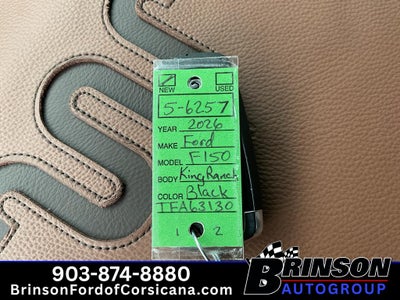 NEW USED
5-6257
YEAR 2026
MAKE Ford
MODEL F150
BODY King Ranch
COLOR Black
TFA63130
1 2
903-874-8880
BrinsonFordofCorsicana.com
BRINSON
AUTOGROUP